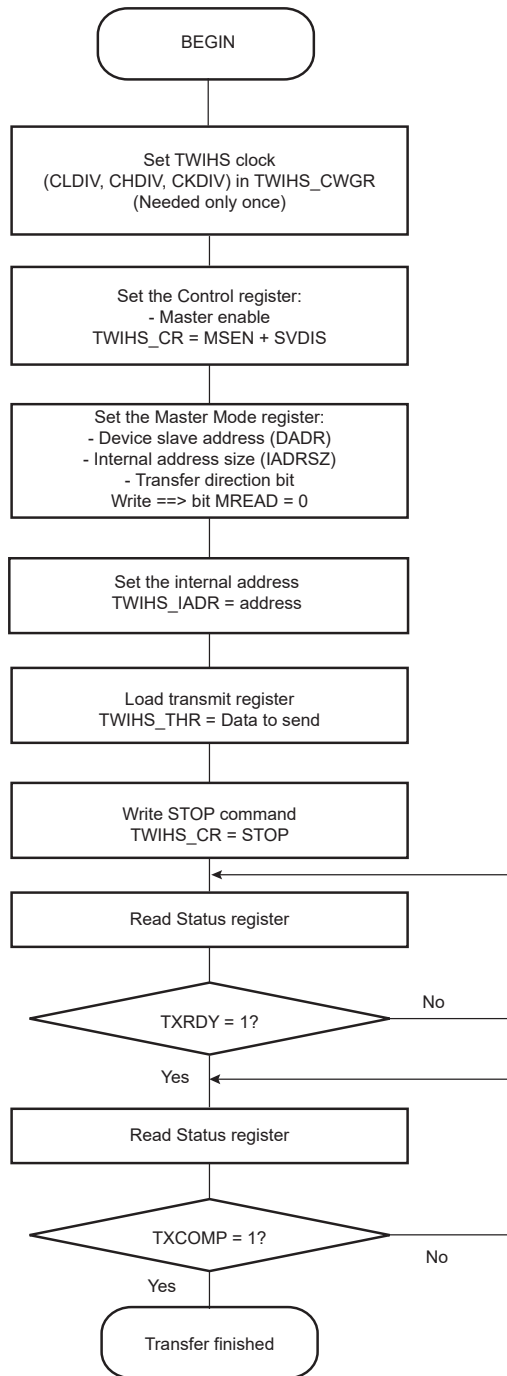 BEGIN
Set TWIHS clock
(CLDIV, CHDIV, CKDIV) in TWIHS_CWGR
(Needed only once)
Set the Control register:
- Master enable
TWIHS_CR = MSEN + SVDIS
Set the Master Mode register:
- Device slave address (DADR)
- Internal address size (IADRSZ)
- Transfer direction bit
Write ==> bit MREAD = 0
Set the internal address
TWIHS_IADR = address
Load transmit register
TWIHS_THR = Data to send
Write STOP command
TWIHS_CR = STOP
Read Status register
TXRDY = 1?
No
Yes
Read Status register
TXCOMP = 1?
No
Yes
Transfer finished